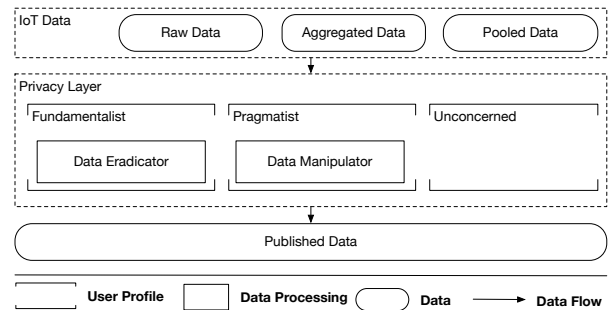 IoT Data
Raw Data
Aggregated Data
Pooled Data
Privacy Layer
Fundamentalist
Pragmatist
Unconcerned
Data Eradicator
Data Manipulator
Published Data
User Profile
Data Processing
Data
Data Flow